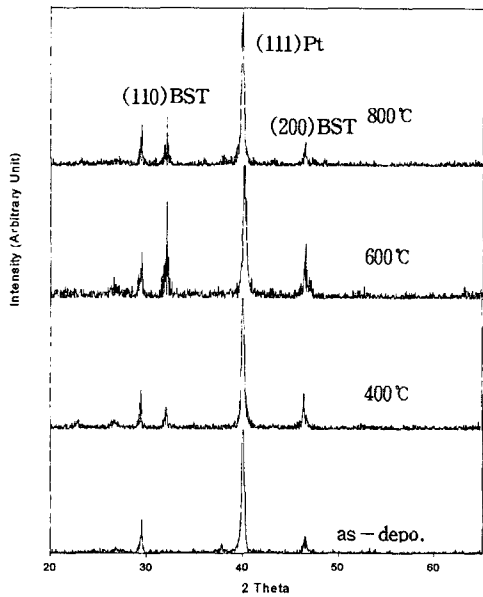 (111)Pt
(110)BST
(200)BST
800℃
600℃
400℃
as-depo.
Intensity (Arbitrary Unit)
20 30 40 50 60
2 Theta